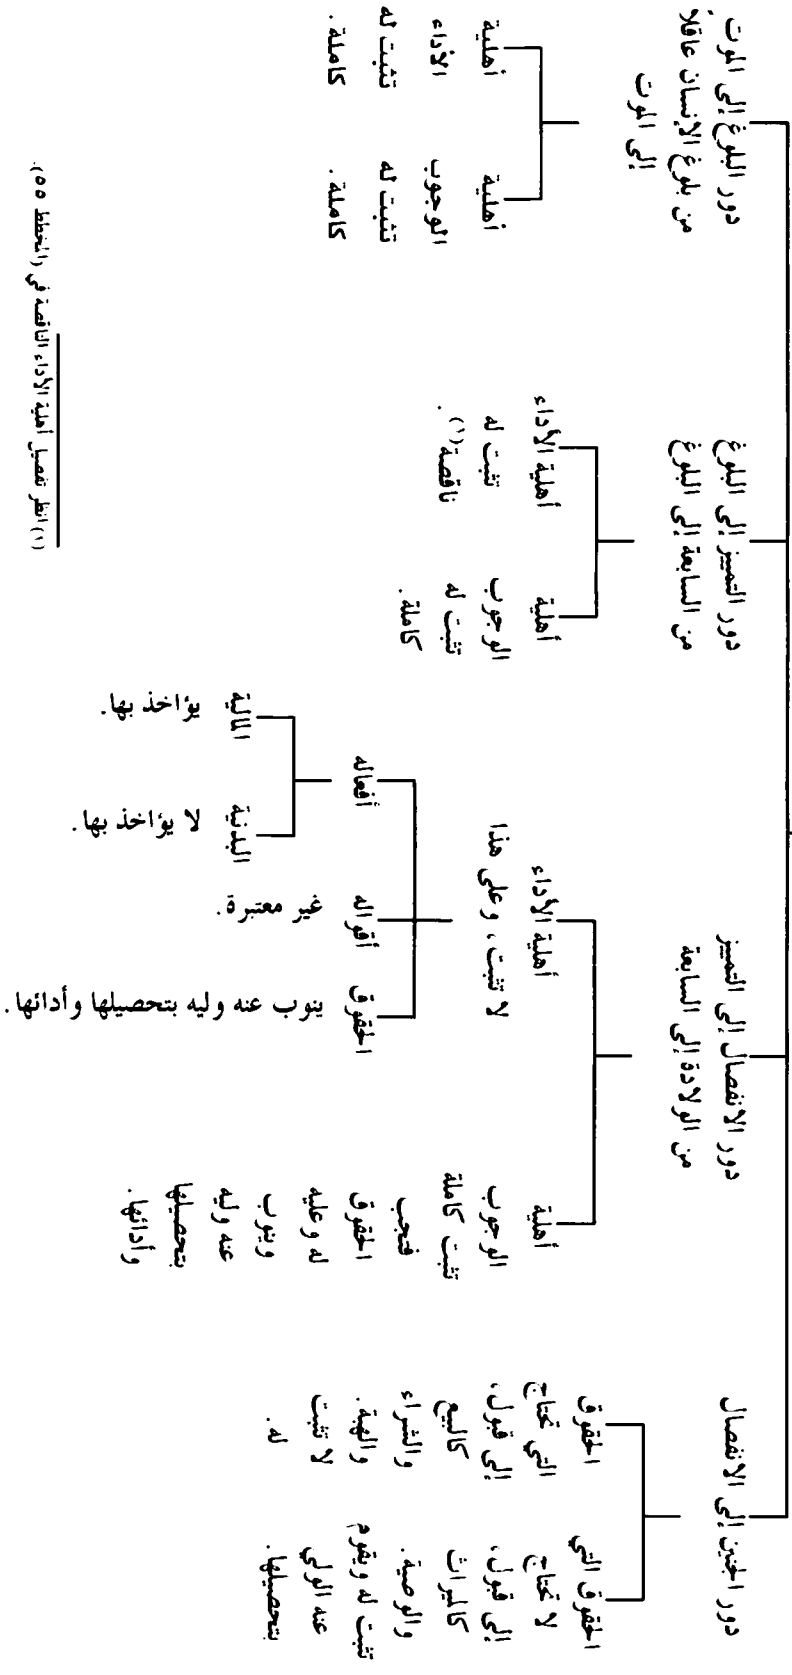 دور الجنين إلى الانفصال
الحقوق التي
لا تحتاج
إلى قبول،
كالميراث
والوصية.
تثبت له ويقوم
عنه الولي
بتحصيلها.
الحقوق
التي تحتاج
إلى قبول،
كالبيع
والشراء
والهبة.
لا تثبت
له.
دور الانفصال إلى التمييز
من الولادة إلى السابعة
أهلية
الوجوب
تثبت كاملة
فتجب
الحقوق
له وعليه
وينوب
عنه وليه
بتحصيلها
وأدائها.
أهلية الأداء
لا تثبت، وعلى هذا
الحقوق
ينوب عنه وليه بتحصيلها وأدائها.
أقواله
غير معتبرة.
أفعاله
البدنية
لا يؤاخذ بها.
المالية
يؤاخذ بها.
دور التمييز إلى البلوغ
من السابعة إلى البلوغ
أهلية
الوجوب
تثبت له
كاملة.
أهلية الأداء
تثبت له
ناقصة(١).
دور البلوغ إلى الموت
من بلوغ الإنسان عاقلاً
إلى الموت
أهلية
الوجوب
تثبت له
كاملة.
أهلية
الأداء
تثبت له
كاملة.
(١) انظر تفصيل أهلية الأداء الناقصة في (المخطط ٥٥).